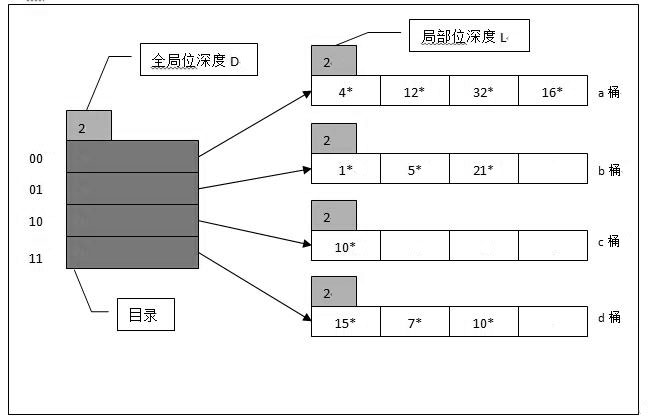 局部位深度 L
全局位深度 D
2
4* 12* 32* 16* a 桶
2
2
00
01
10
11
1* 5* 21* b 桶
2
10* c 桶
2
15* 7* 10* d 桶
目录